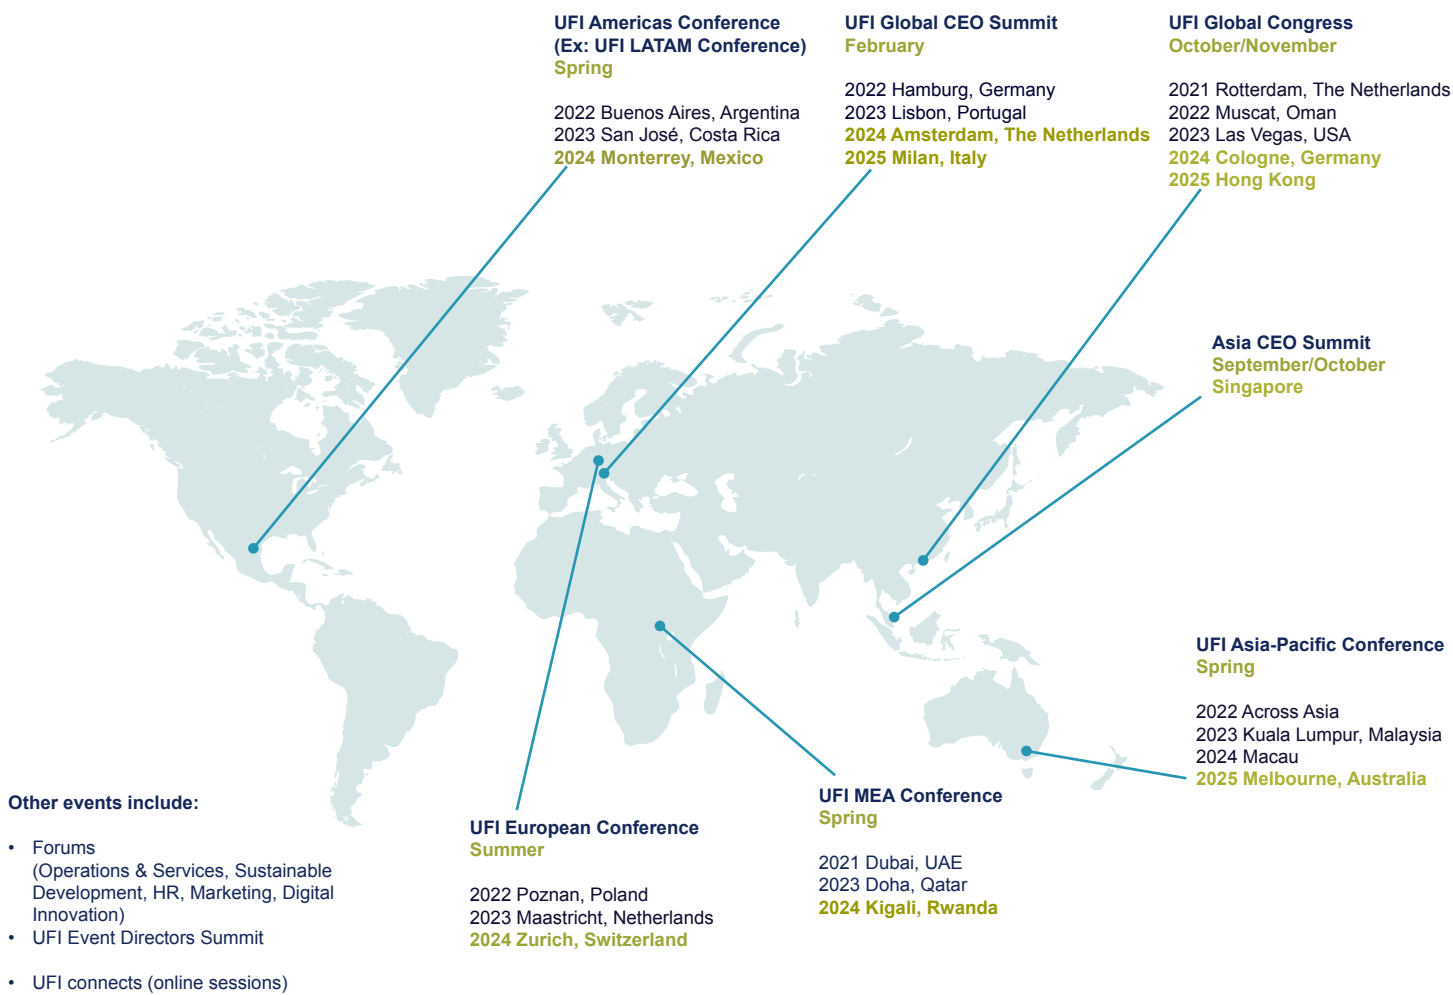 UFI Americas Conference
(Ex: UFI LATAM Conference)
Spring
2022 Buenos Aires, Argentina
2023 San José, Costa Rica
2024 Monterrey, Mexico
UFI Global CEO Summit
February
2022 Hamburg, Germany
2023 Lisbon, Portugal
2024 Amsterdam, The Netherlands
2025 Milan, Italy
UFI Global Congress
October/November
2021 Rotterdam, The Netherlands
2022 Muscat, Oman
2023 Las Vegas, USA
2024 Cologne, Germany
2025 Hong Kong
Asia CEO Summit
September/October
Singapore
UFI Asia-Pacific Conference
Spring
2022 Across Asia
2023 Kuala Lumpur, Malaysia
2024 Macau
2025 Melbourne, Australia
UFI MEA Conference
Spring
2021 Dubai, UAE
2023 Doha, Qatar
2024 Kigali, Rwanda
UFI European Conference
Summer
2022 Poznan, Poland
2023 Maastricht, Netherlands
2024 Zurich, Switzerland
Other events include:
• Forums
(Operations & Services, Sustainable
Development, HR, Marketing, Digital
Innovation)
• UFI Event Directors Summit
• UFI connects (online sessions)